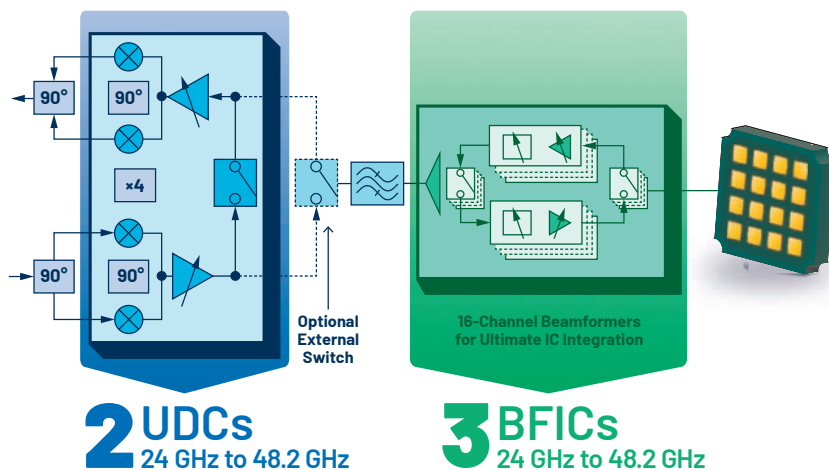 90°
90°
×4
90°
90°
Optional
External
Switch
16-Channel Beamformers
for Ultimate IC Integration
2 UDCs
24 GHz to 48.2 GHz
3 BFICs
24 GHz to 48.2 GHz